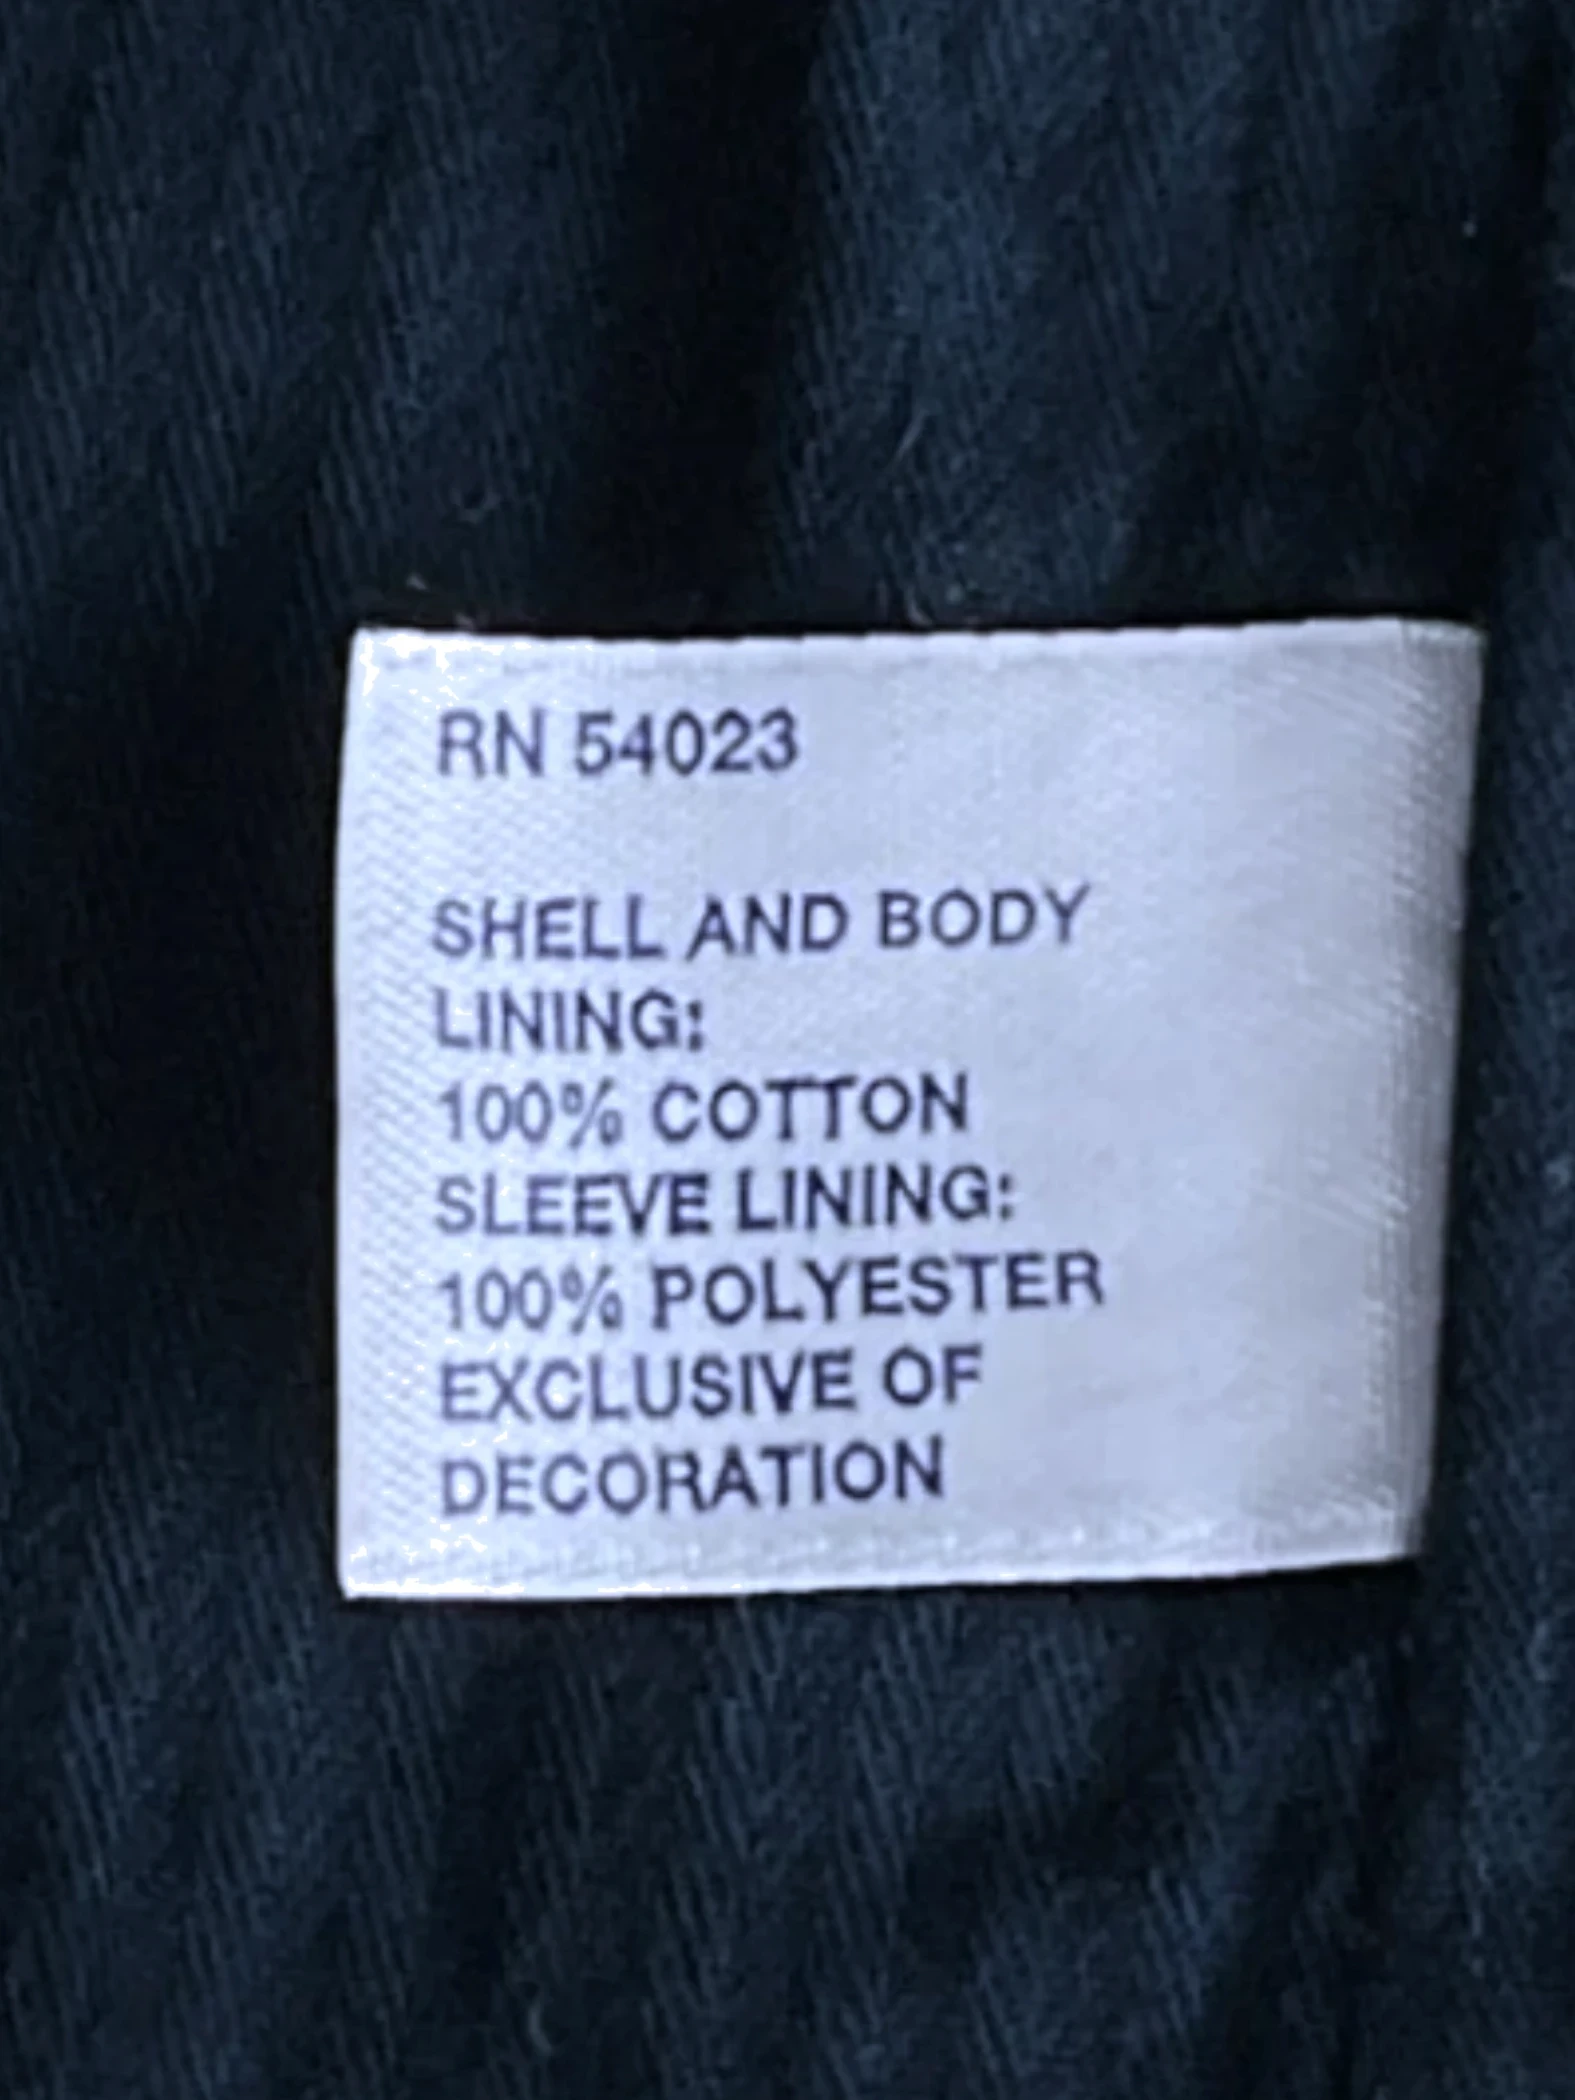 RN 54023
SHELL AND BODY
LINING:
100% COTTON
SLEEVE LINING:
100% POLYESTER
EXCLUSIVE OF
DECORATION